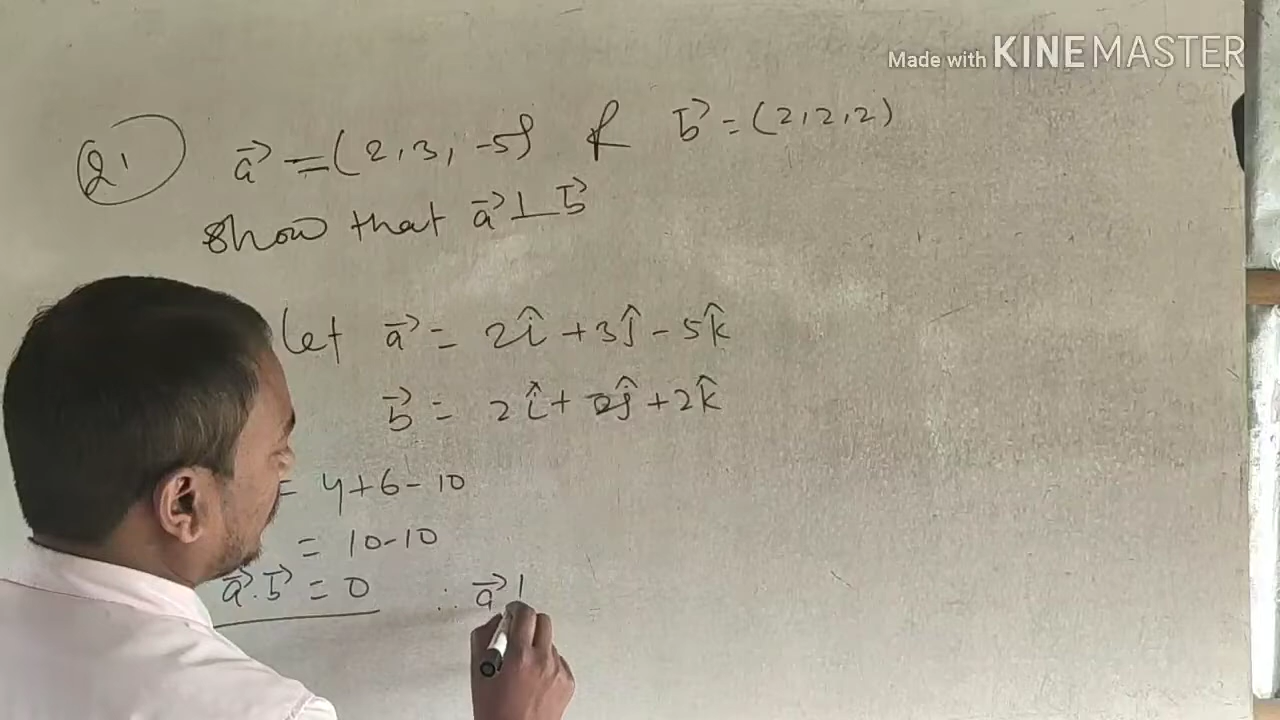 Made with KINEMASTER
Q1 a⃗ = (2, 3, -5) & b⃗ = (2, 2, 2)
Show that a⃗ ⊥ b⃗
Let a⃗ = 2î + 3ĵ - 5k̂
b⃗ = 2î + 2ĵ + 2k̂
= 4+6-10
= 10-10
a⃗.b⃗ = 0 ∴ a⃗ |